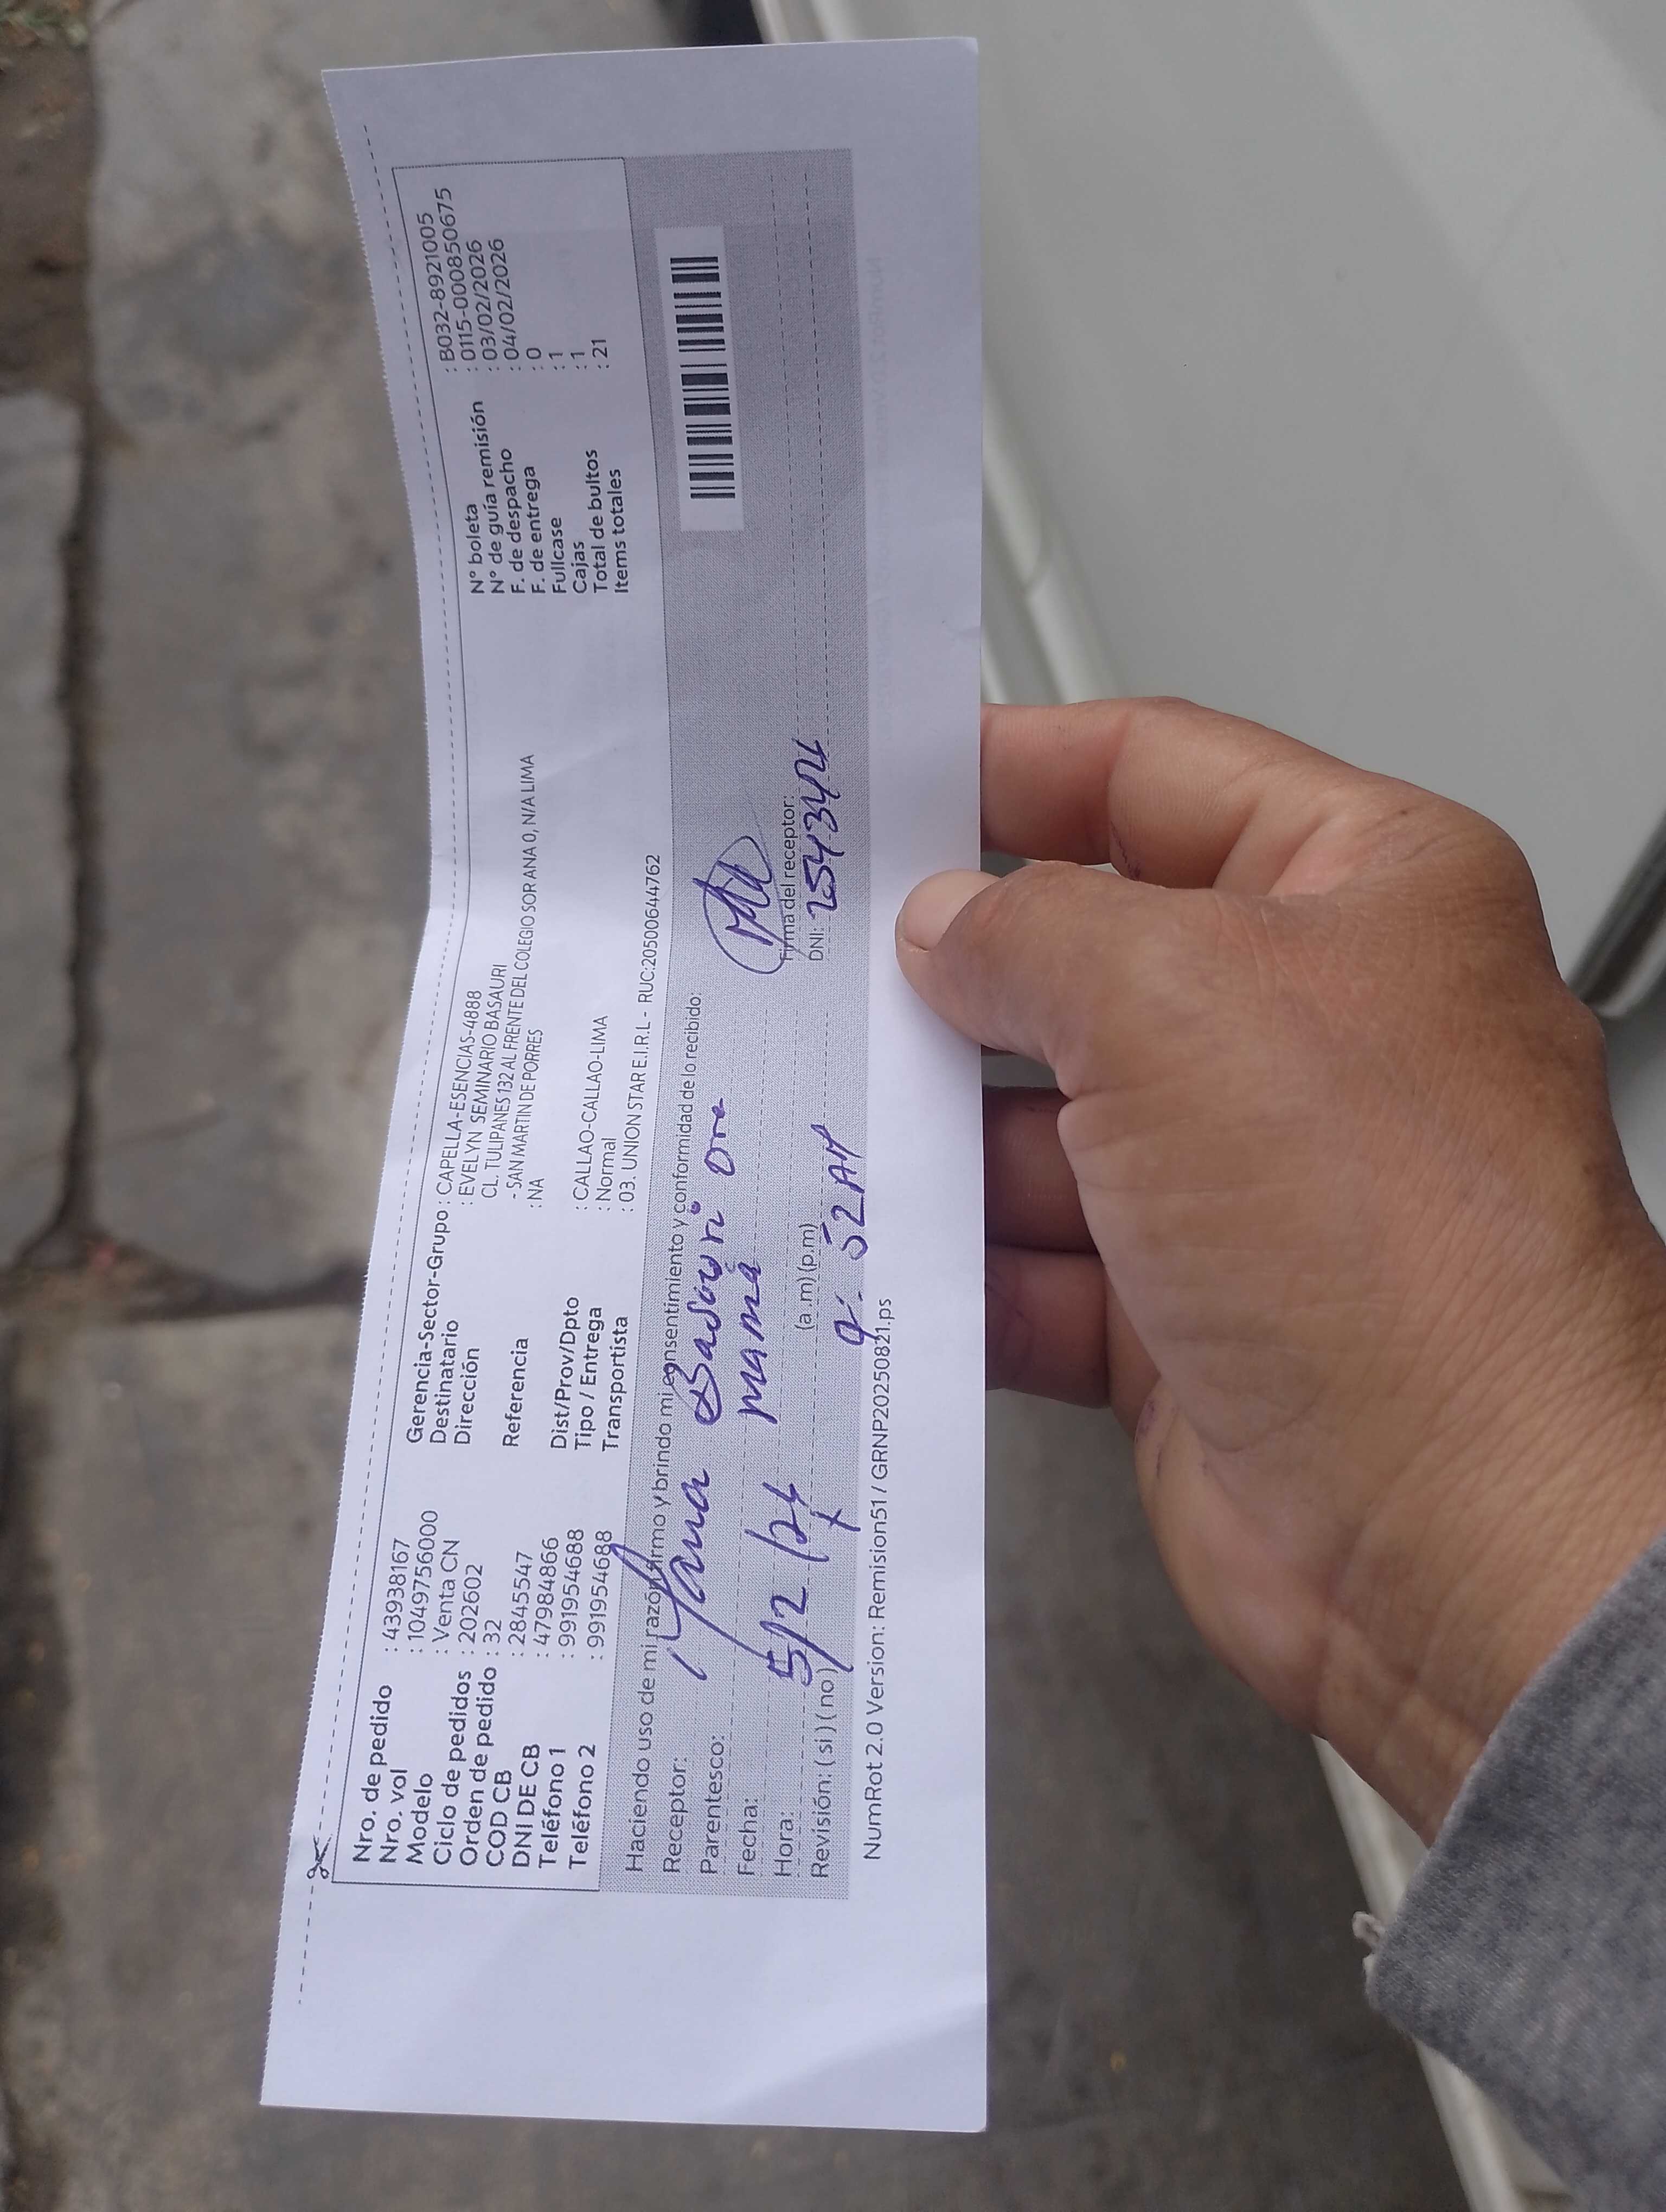 Nro. de pedido : 43938167
Nro. vol : 1049756000
Modelo : Venta CN
Ciclo de pedidos : 202602
Orden de pedido : 32
COD CB : 2845547
DNI DE CB : 47984866
Teléfono 1 : 991954688
Teléfono 2 : 991954688
Gerencia-Sector-Grupo : CAPELLA-ESENCIAS-4888
Destinatario : EVELYN SEMINARIO BASAURI
Dirección CL. TULIPANES 132 AL FRENTE DEL COLEGIO SOR ANA 0, N/A LIMA
- SAN MARTIN DE PORRES
Referencia : NA
Dist/Prov/Dpto : CALLAO-CALLAO-LIMA
Tipo / Entrega : Normal
Transportista : 03. UNION STAR E.I.R.L - RUC:20500644762
N° boleta : B032-8921005
N° de guía remisión : 0115-0000850675
F. de despacho : 03/02/2026
F. de entrega : 04/02/2026
Fullcase : 0
Cajas : 1
Total de bultos : 1
Items totales : 21
Haciendo uso de mi razón firmo y brindo mi consentimiento y conformidad de lo recibido:
Receptor: Basauri
Parentesco: mamá
Fecha: 5/2
Hora: (a.m) (p.m) 9:52 AM
Revisión: ( si ) ( no )
Firma del receptor:
DNI:
NumRot 2.0 Version: Remision51 / GRNP20250821.ps